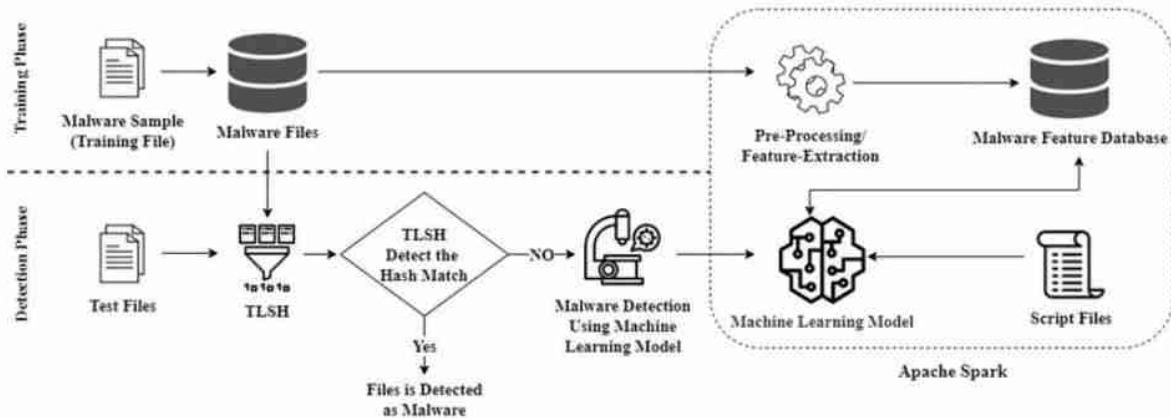 Training Phase
Malware Sample
(Training File)
Malware Files
Pre-Processing/
Feature-Extraction
Malware Feature Database
Detection Phase
Test Files
TLSH
TLSH
Detect the
Hash Match
NO
Yes
Files is Detected
as Malware
Malware Detection
Using Machine
Learning Model
Machine Learning Model
Script Files
Apache Spark